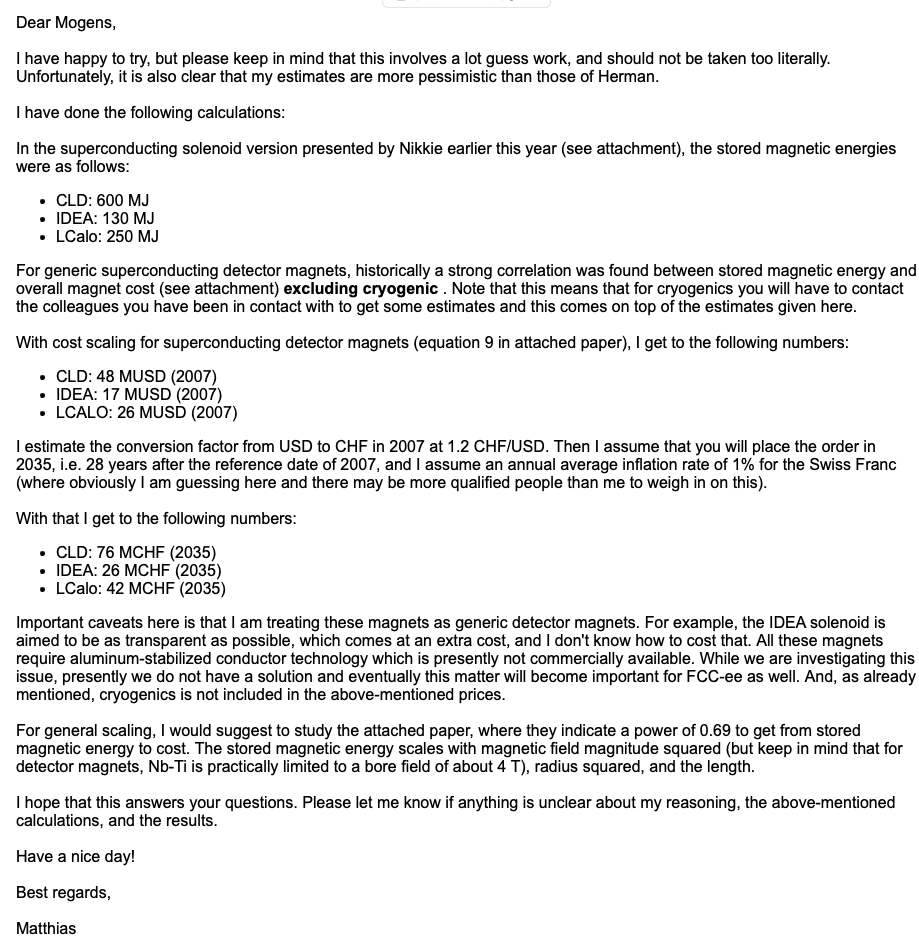 Dear Mogens,
I have happy to try, but please keep in mind that this involves a lot guess work, and should not be taken too literally.
Unfortunately, it is also clear that my estimates are more pessimistic than those of Herman.
I have done the following calculations:
In the superconducting solenoid version presented by Nikkie earlier this year (see attachment), the stored magnetic energies
were as follows:
• CLD: 600 MJ
• IDEA: 130 MJ
• LCalo: 250 MJ
For generic superconducting detector magnets, historically a strong correlation was found between stored magnetic energy and
overall magnet cost (see attachment) excluding cryogenic . Note that this means that for cryogenics you will have to contact
the colleagues you have been in contact with to get some estimates and this comes on top of the estimates given here.
With cost scaling for superconducting detector magnets (equation 9 in attached paper), I get to the following numbers:
• CLD: 48 MUSD (2007)
• IDEA: 17 MUSD (2007)
• LCALO: 26 MUSD (2007)
I estimate the conversion factor from USD to CHF in 2007 at 1.2 CHF/USD. Then I assume that you will place the order in
2035, i.e. 28 years after the reference date of 2007, and I assume an annual average inflation rate of 1% for the Swiss Franc
(where obviously I am guessing here and there may be more qualified people than me to weigh in on this).
With that I get to the following numbers:
• CLD: 76 MCHF (2035)
• IDEA: 26 MCHF (2035)
• LCalo: 42 MCHF (2035)
Important caveats here is that I am treating these magnets as generic detector magnets. For example, the IDEA solenoid is
aimed to be as transparent as possible, which comes at an extra cost, and I don't know how to cost that. All these magnets
require aluminum-stabilized conductor technology which is presently not commercially available. While we are investigating this
issue, presently we do not have a solution and eventually this matter will become important for FCC-ee as well. And, as already
mentioned, cryogenics is not included in the above-mentioned prices.
For general scaling, I would suggest to study the attached paper, where they indicate a power of 0.69 to get from stored
magnetic energy to cost. The stored magnetic energy scales with magnetic field magnitude squared (but keep in mind that for
detector magnets, Nb-Ti is practically limited to a bore field of about 4 T), radius squared, and the length.
I hope that this answers your questions. Please let me know if anything is unclear about my reasoning, the above-mentioned
calculations, and the results.
Have a nice day!
Best regards,
Matthias